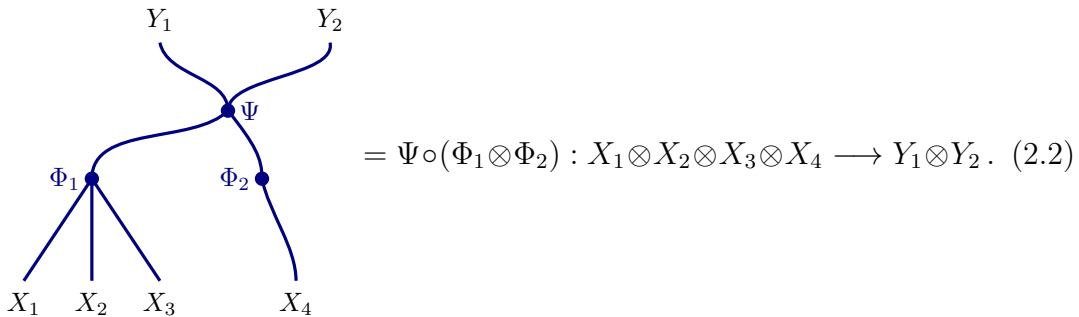 Y₁ Y₂
Ψ
= Ψ∘(Φ₁⊗Φ₂) : X₁⊗X₂⊗X₃⊗X₄ ⟶ Y₁⊗Y₂ . (2.2)
Φ₁ Φ₂
X₁ X₂ X₃ X₄